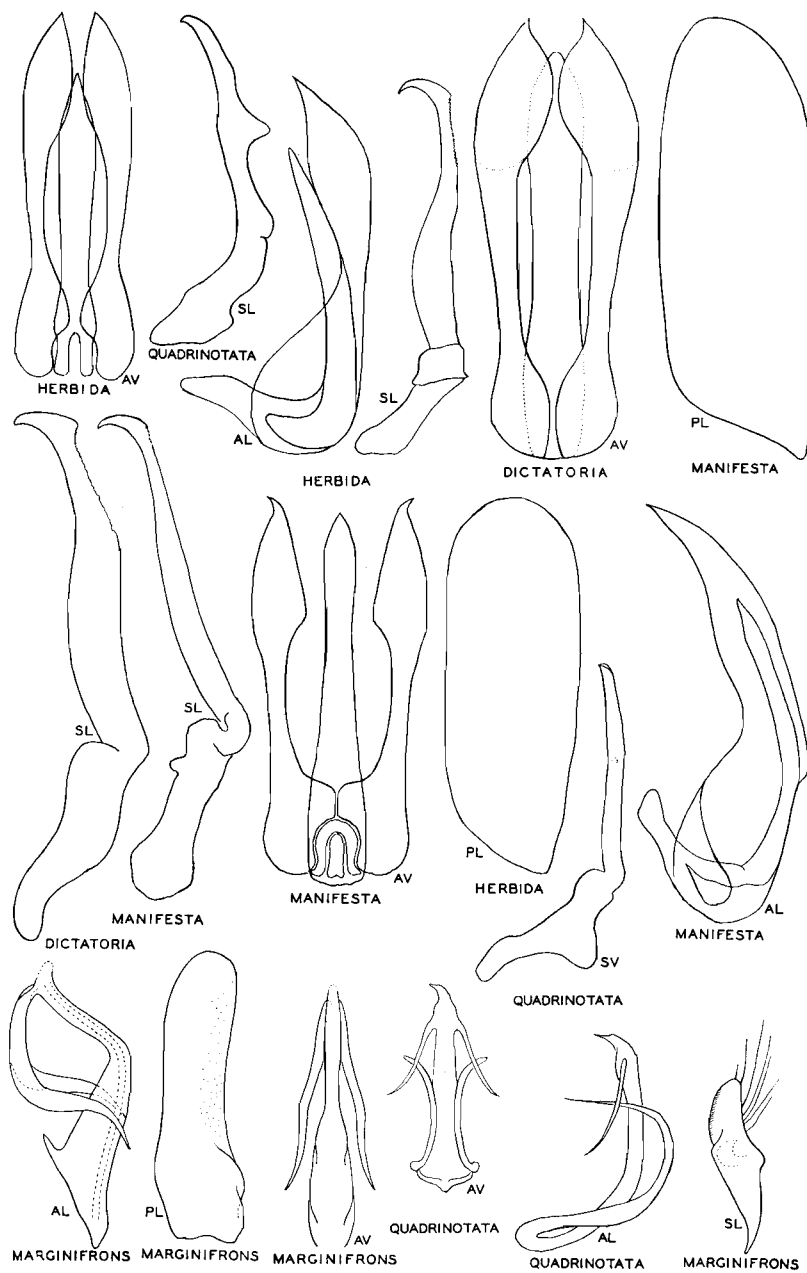 AV
HERBIDA
SL
QUADRINOTATA
AL
SL
HERBIDA
AV
DICTATORIA
PL
MANIFESTA
SL
DICTATORIA
SL
MANIFESTA
AV
MANIFESTA
PL
HERBIDA
SV
QUADRINOTATA
AL
MANIFESTA
AL
MARGINIFRONS
PL
MARGINIFRONS
AV
MARGINIFRONS
AV
QUADRINOTATA
AL
QUADRINOTATA
SL
MARGINIFRONS